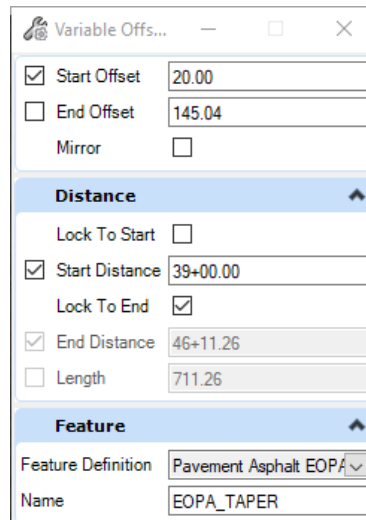 Variable Offs...
Start Offset 20.00
End Offset 145.04
Mirror
Distance
Lock To Start
Start Distance 39+00.00
Lock To End
End Distance 46+11.26
Length 711.26
Feature
Feature Definition Pavement Asphalt EOPA
Name EOPA_TAPER